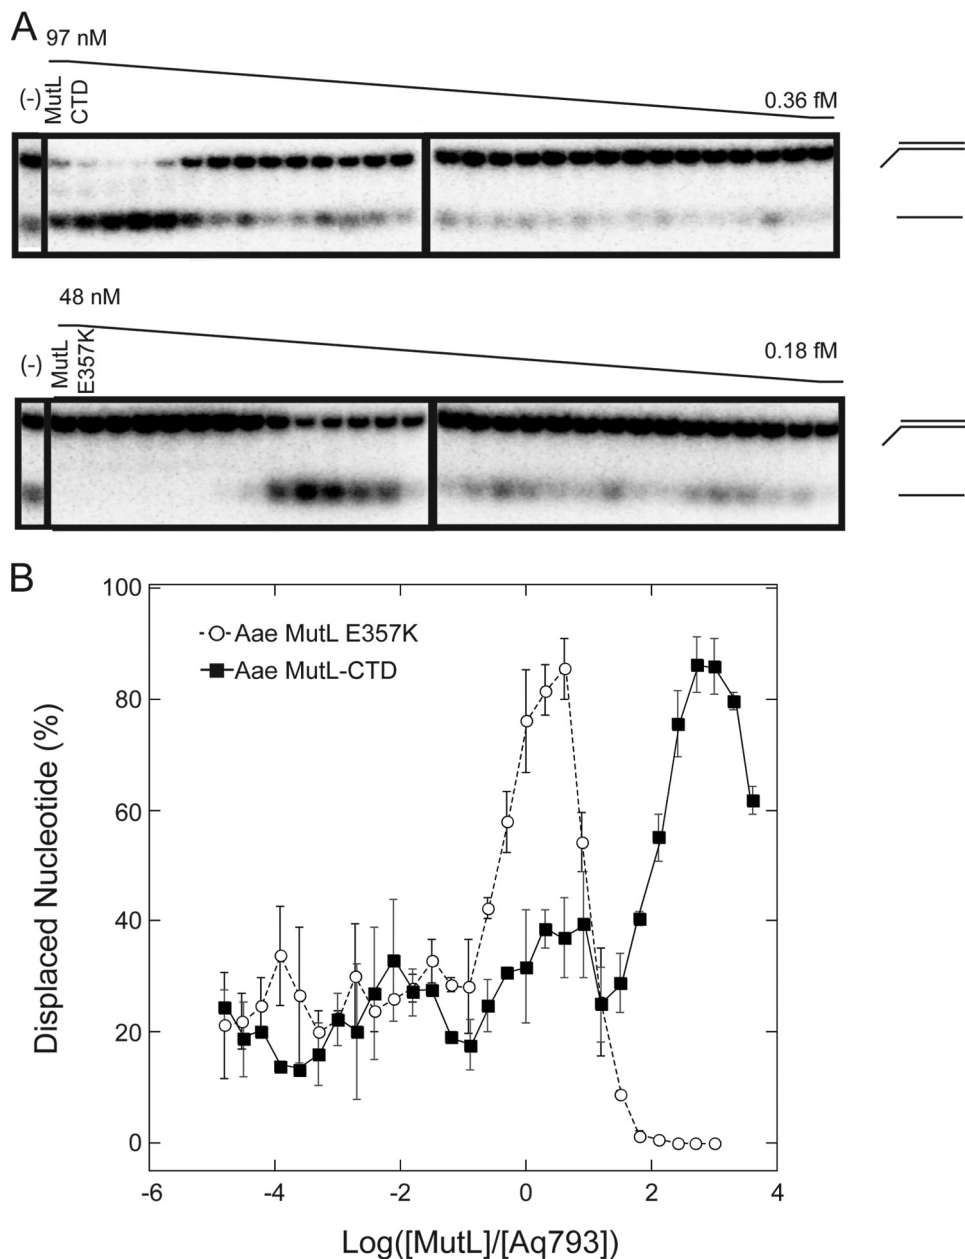 A
97 nM
(-)
MutL
CTD
0.36 fM
48 nM
(-)
MutL
E357K
0.18 fM
B
100
80
60
40
20
0
Aae MutL E357K
Aae MutL-CTD
Displaced Nucleotide (%)
-6
-4
-2
0
2
4
Log([MutL]/[Aq793])